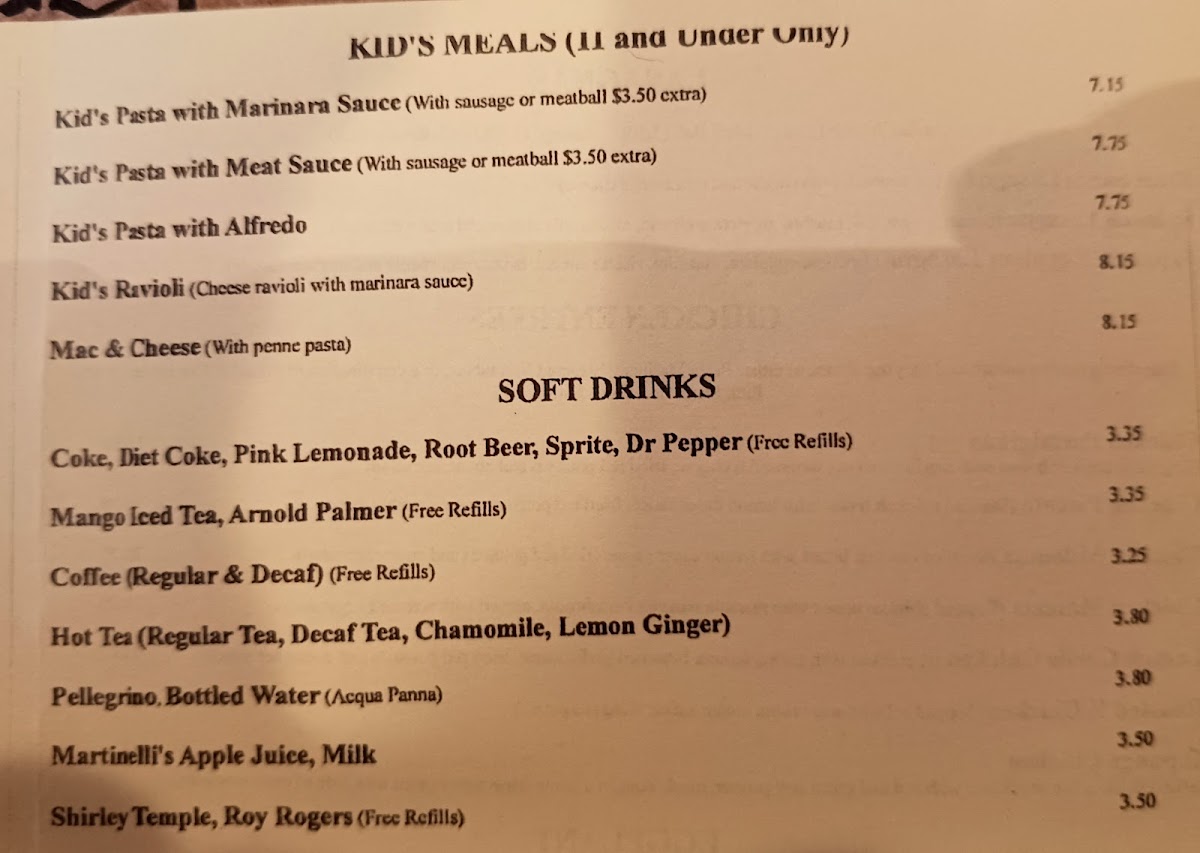 KID'S MEALS (11 and Under Only)
Kid's Pasta with Marinara Sauce (With sausage or meatball $3.50 extra) 7.15
Kid's Pasta with Meat Sauce (With sausage or meatball $3.50 extra) 7.75
Kid's Pasta with Alfredo 7.75
Kid's Ravioli (Cheese ravioli with marinara sauce) 8.15
Mac & Cheese (With penne pasta) 8.15
SOFT DRINKS
Coke, Diet Coke, Pink Lemonade, Root Beer, Sprite, Dr Pepper (Free Refills) 3.35
Mango Iced Tea, Arnold Palmer (Free Refills) 3.35
Coffee (Regular & Decaf) (Free Refills) 3.25
Hot Tea (Regular Tea, Decaf Tea, Chamomile, Lemon Ginger) 3.80
Pellegrino, Bottled Water (Acqua Panna) 3.80
Martinelli's Apple Juice, Milk 3.50
Shirley Temple, Roy Rogers (Free Refills) 3.50